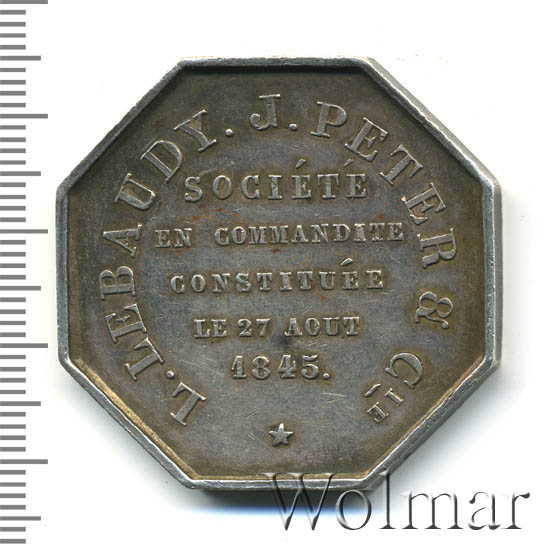 L. LEBAUDY. J. PETER & CIE
SOCIÉTÉ
EN COMMANDITE
CONSTITUÉE
LE 27 AOUT
1845.
Wolmar